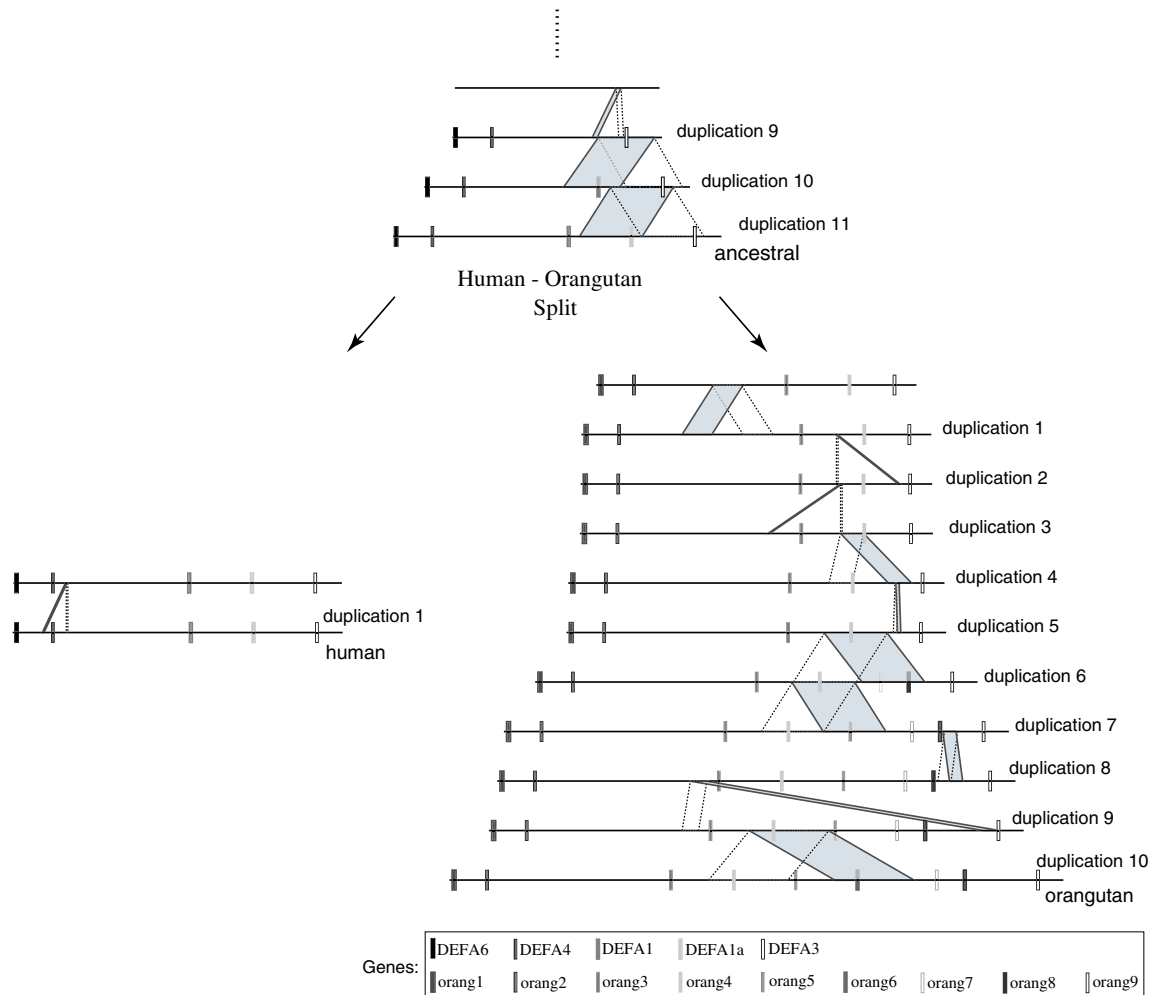 duplication 9
duplication 10
duplication 11
ancestral
Human - Orangutan
Split
duplication 1
duplication 2
duplication 3
duplication 4
duplication 5
duplication 6
duplication 7
duplication 8
duplication 9
duplication 10
orangutan
duplication 1
human
Genes:
DEFA6 DEFA4 DEFA1 DEFA1a DEFA3
orang1 orang2 orang3 orang4 orang5 orang6 orang7 orang8 orang9